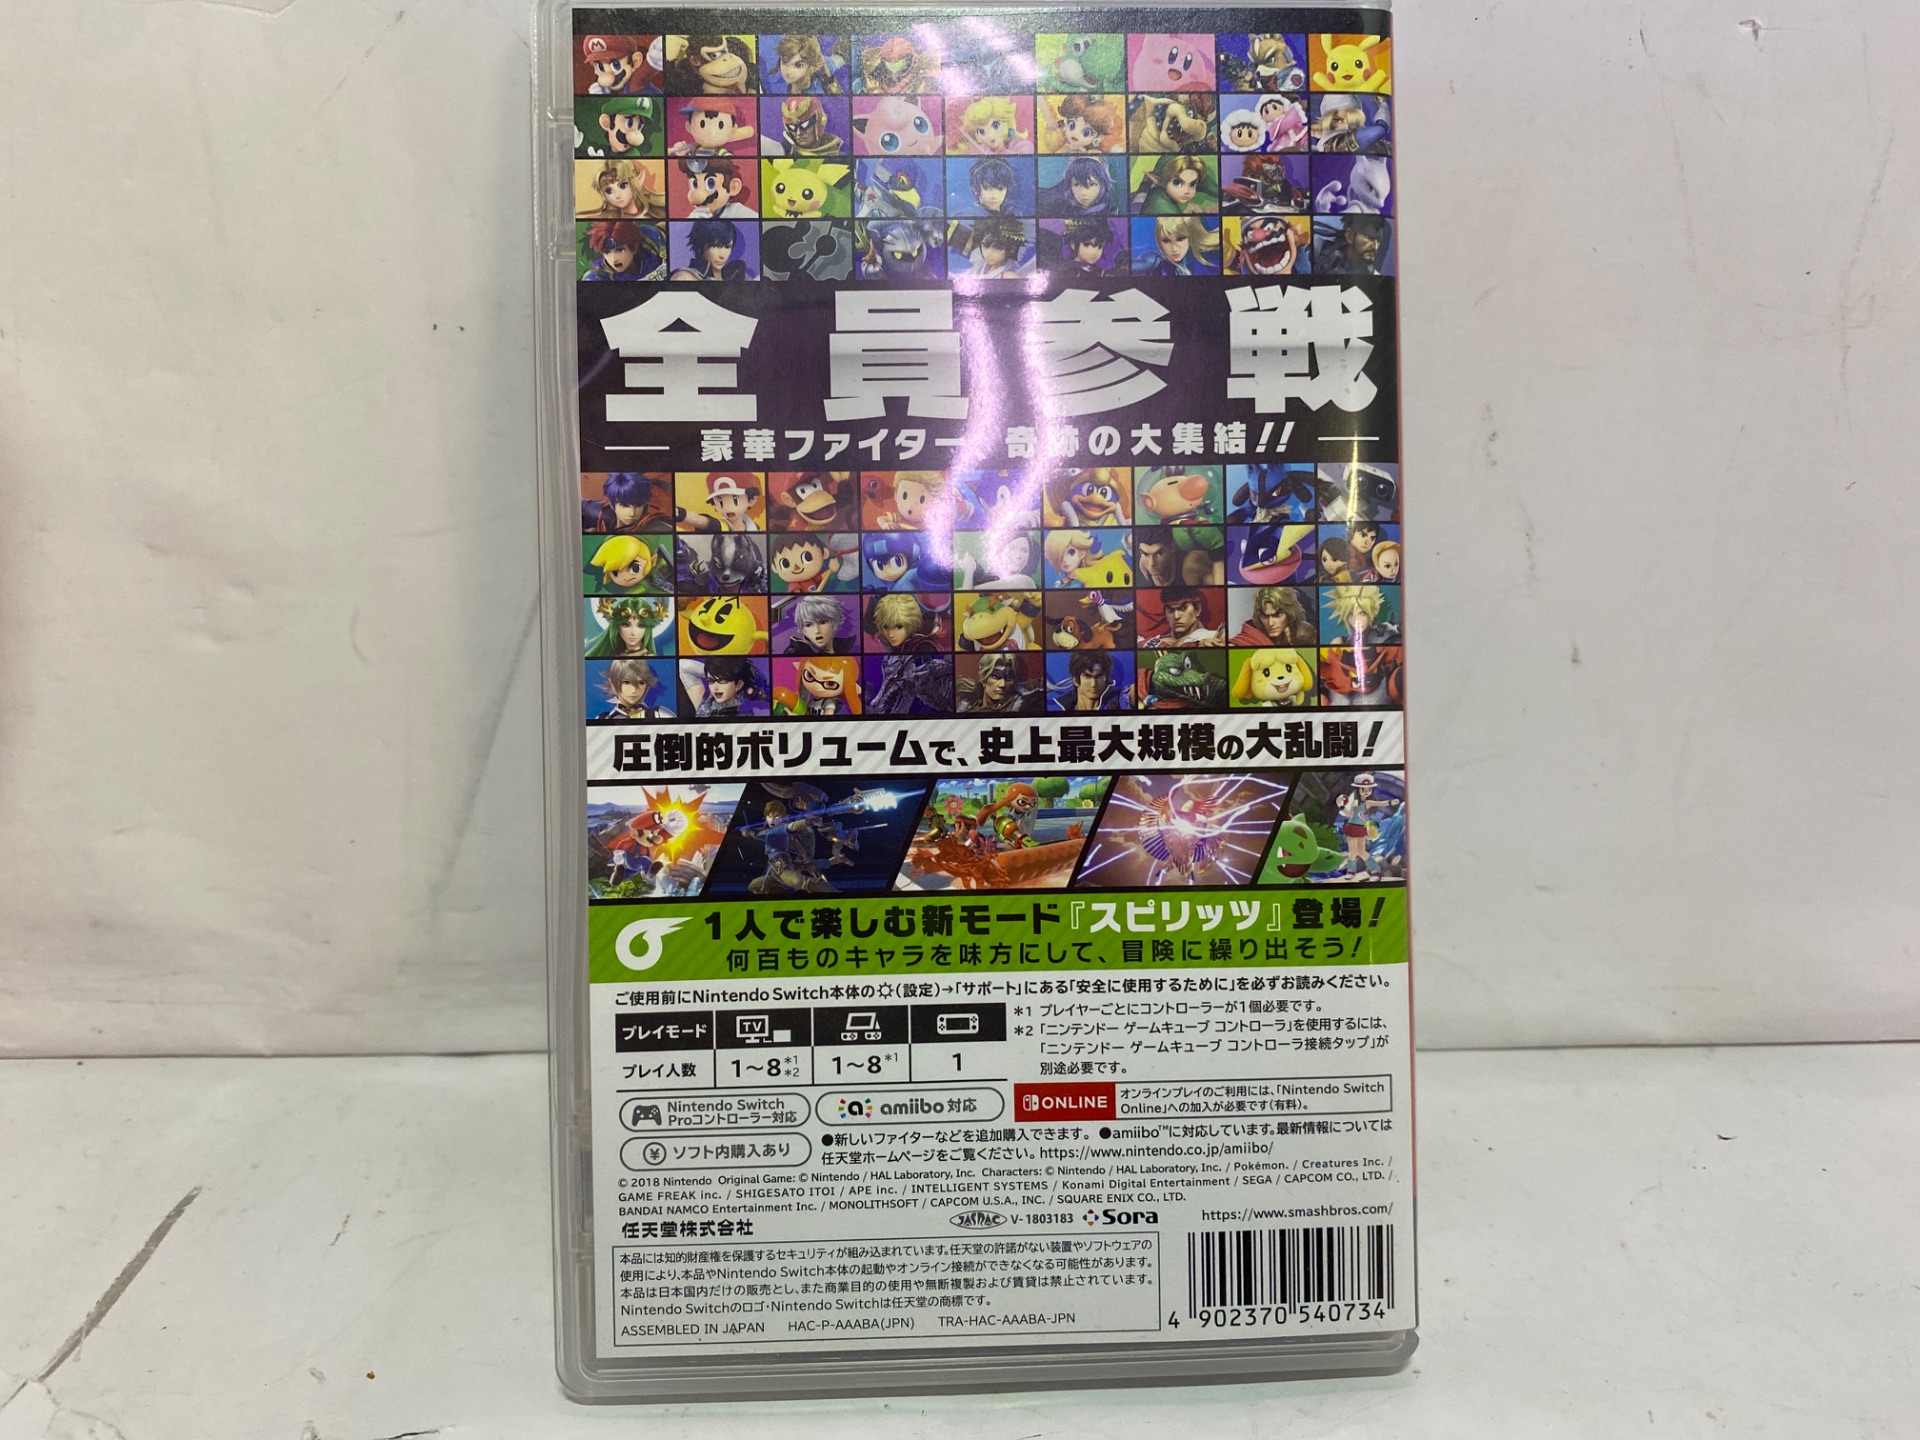 全員参戦
豪華ファイター、奇跡の大集結!!
圧倒的ボリュームで、史上最大規模の大乱闘!
1人で楽しむ新モード『スピリッツ』登場!
何百ものキャラを味方にして、冒険に繰り出そう!
ご使用前にNintendo Switch本体の(設定)→「サポート」にある「安全に使用するために」を必ずお読みください。
プレイモード TV
プレイ人数 1～8 *1 *2 1～8 *1 1
*1 プレイヤーごとにコントローラーが1個必要です。
*2 「ニンテンドー ゲームキューブ コントローラ」を使用するには、
「ニンテンドー ゲームキューブ コントローラ接続タップ」が
別途必要です。
Nintendo Switch
Proコントローラー対応
amiibo 対応
ONLINE
オンラインプレイのご利用には、「Nintendo Switch
Online」への加入が必要です(有料)。
¥ ソフト内購入あり
●新しいファイターなどを追加購入できます。 ●amiibo™に対応しています。最新情報については
任天堂ホームページをご覧ください。https://www.nintendo.co.jp/amiibo/
© 2018 Nintendo Original Game: © Nintendo / HAL Laboratory, Inc. Characters: © Nintendo / HAL Laboratory, Inc. / Pokémon. / Creatures Inc. /
GAME FREAK inc. / SHIGESATO ITOI / APE inc. / INTELLIGENT SYSTEMS / Konami Digital Entertainment / SEGA / CAPCOM CO., LTD. /
BANDAI NAMCO Entertainment Inc. / MONOLITHSOFT / CAPCOM U.S.A., INC. / SQUARE ENIX CO., LTD.
任天堂株式会社
JASRAC V-1803183 Sora
https://www.smashbros.com/
本品には知的財産権を保護するセキュリティが組み込まれています。任天堂の許諾がない装置やソフトウェアの
使用により、本品やNintendo Switch本体の起動やオンライン接続ができなくなる可能性があります。
本品は日本国内だけの販売とし、また商業目的の使用や無断複製および賃貸は禁止されています。
Nintendo Switchのロゴ・Nintendo Switchは任天堂の商標です。
ASSEMBLED IN JAPAN HAC-P-AAABA(JPN) TRA-HAC-AAABA-JPN
4 902370 540734